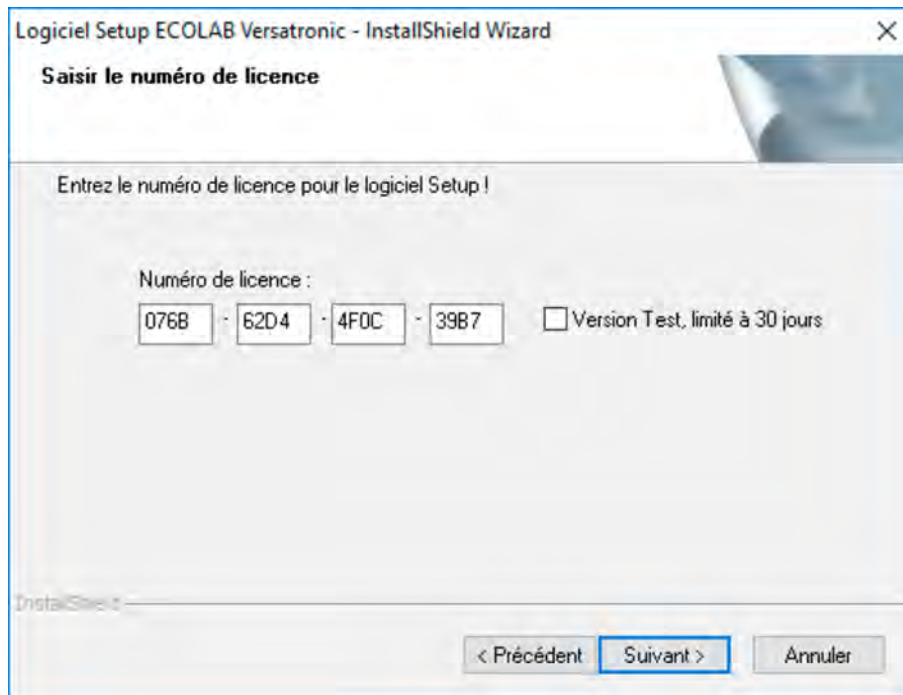 Logiciel Setup ECOLAB Versatronic - InstallShield Wizard
Saisir le numéro de licence
Entrez le numéro de licence pour le logiciel Setup !
Numéro de licence :
076B - 62D4 - 4F0C - 39B7 Version Test, limité à 30 jours
InstallShield
< Précédent Suivant > Annuler